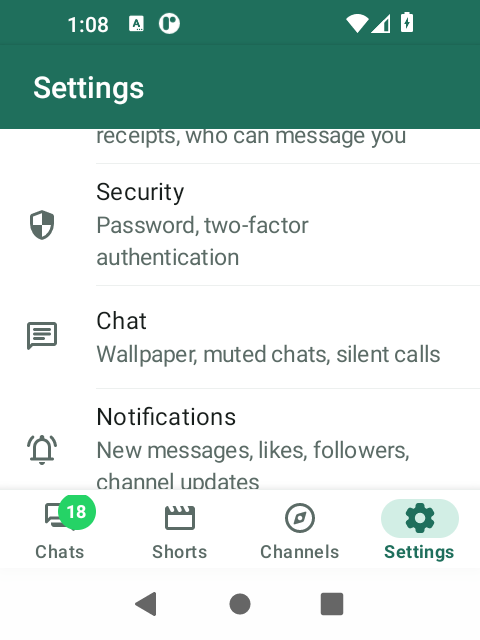 1:08
Settings
receipts, who can message you
Security
Password, two-factor
authentication
Chat
Wallpaper, muted chats, silent calls
Notifications
New messages, likes, followers,
channel updates
18
Chats
Shorts
Channels
Settings